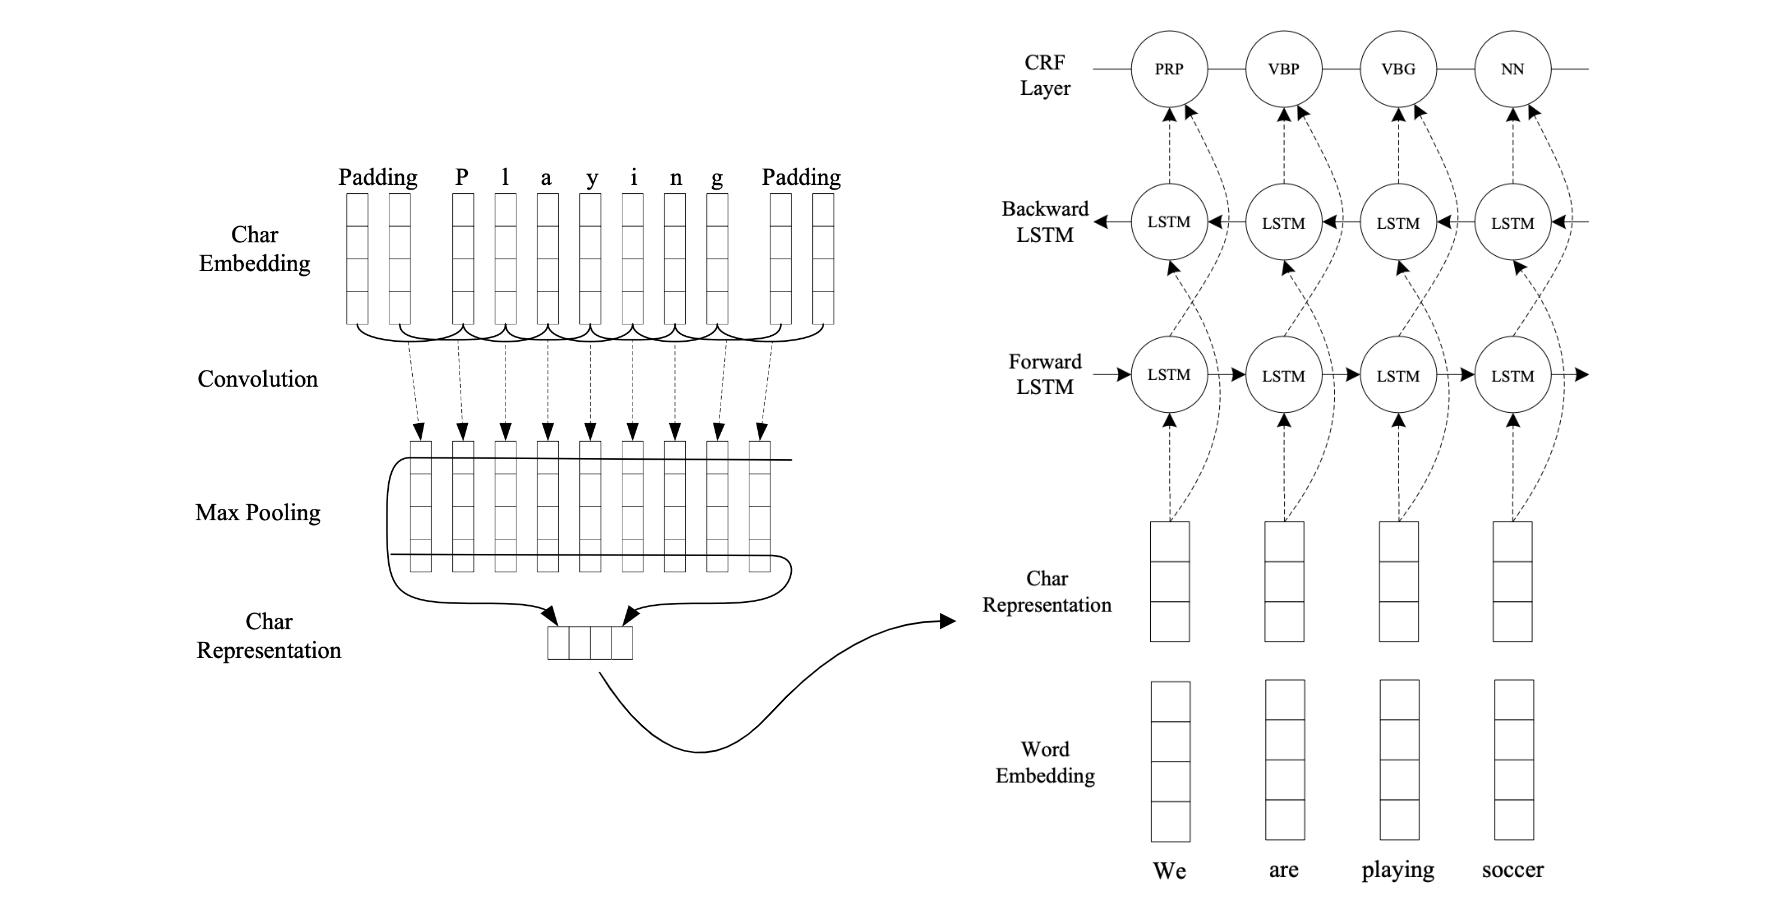 Padding P l a y i n g Padding
Char
Embedding
Convolution
Max Pooling
Char
Representation
CRF
Layer
PRP VBP VBG NN
Backward
LSTM
LSTM LSTM LSTM LSTM
Forward
LSTM
LSTM LSTM LSTM LSTM
Char
Representation
Word
Embedding
We are playing soccer